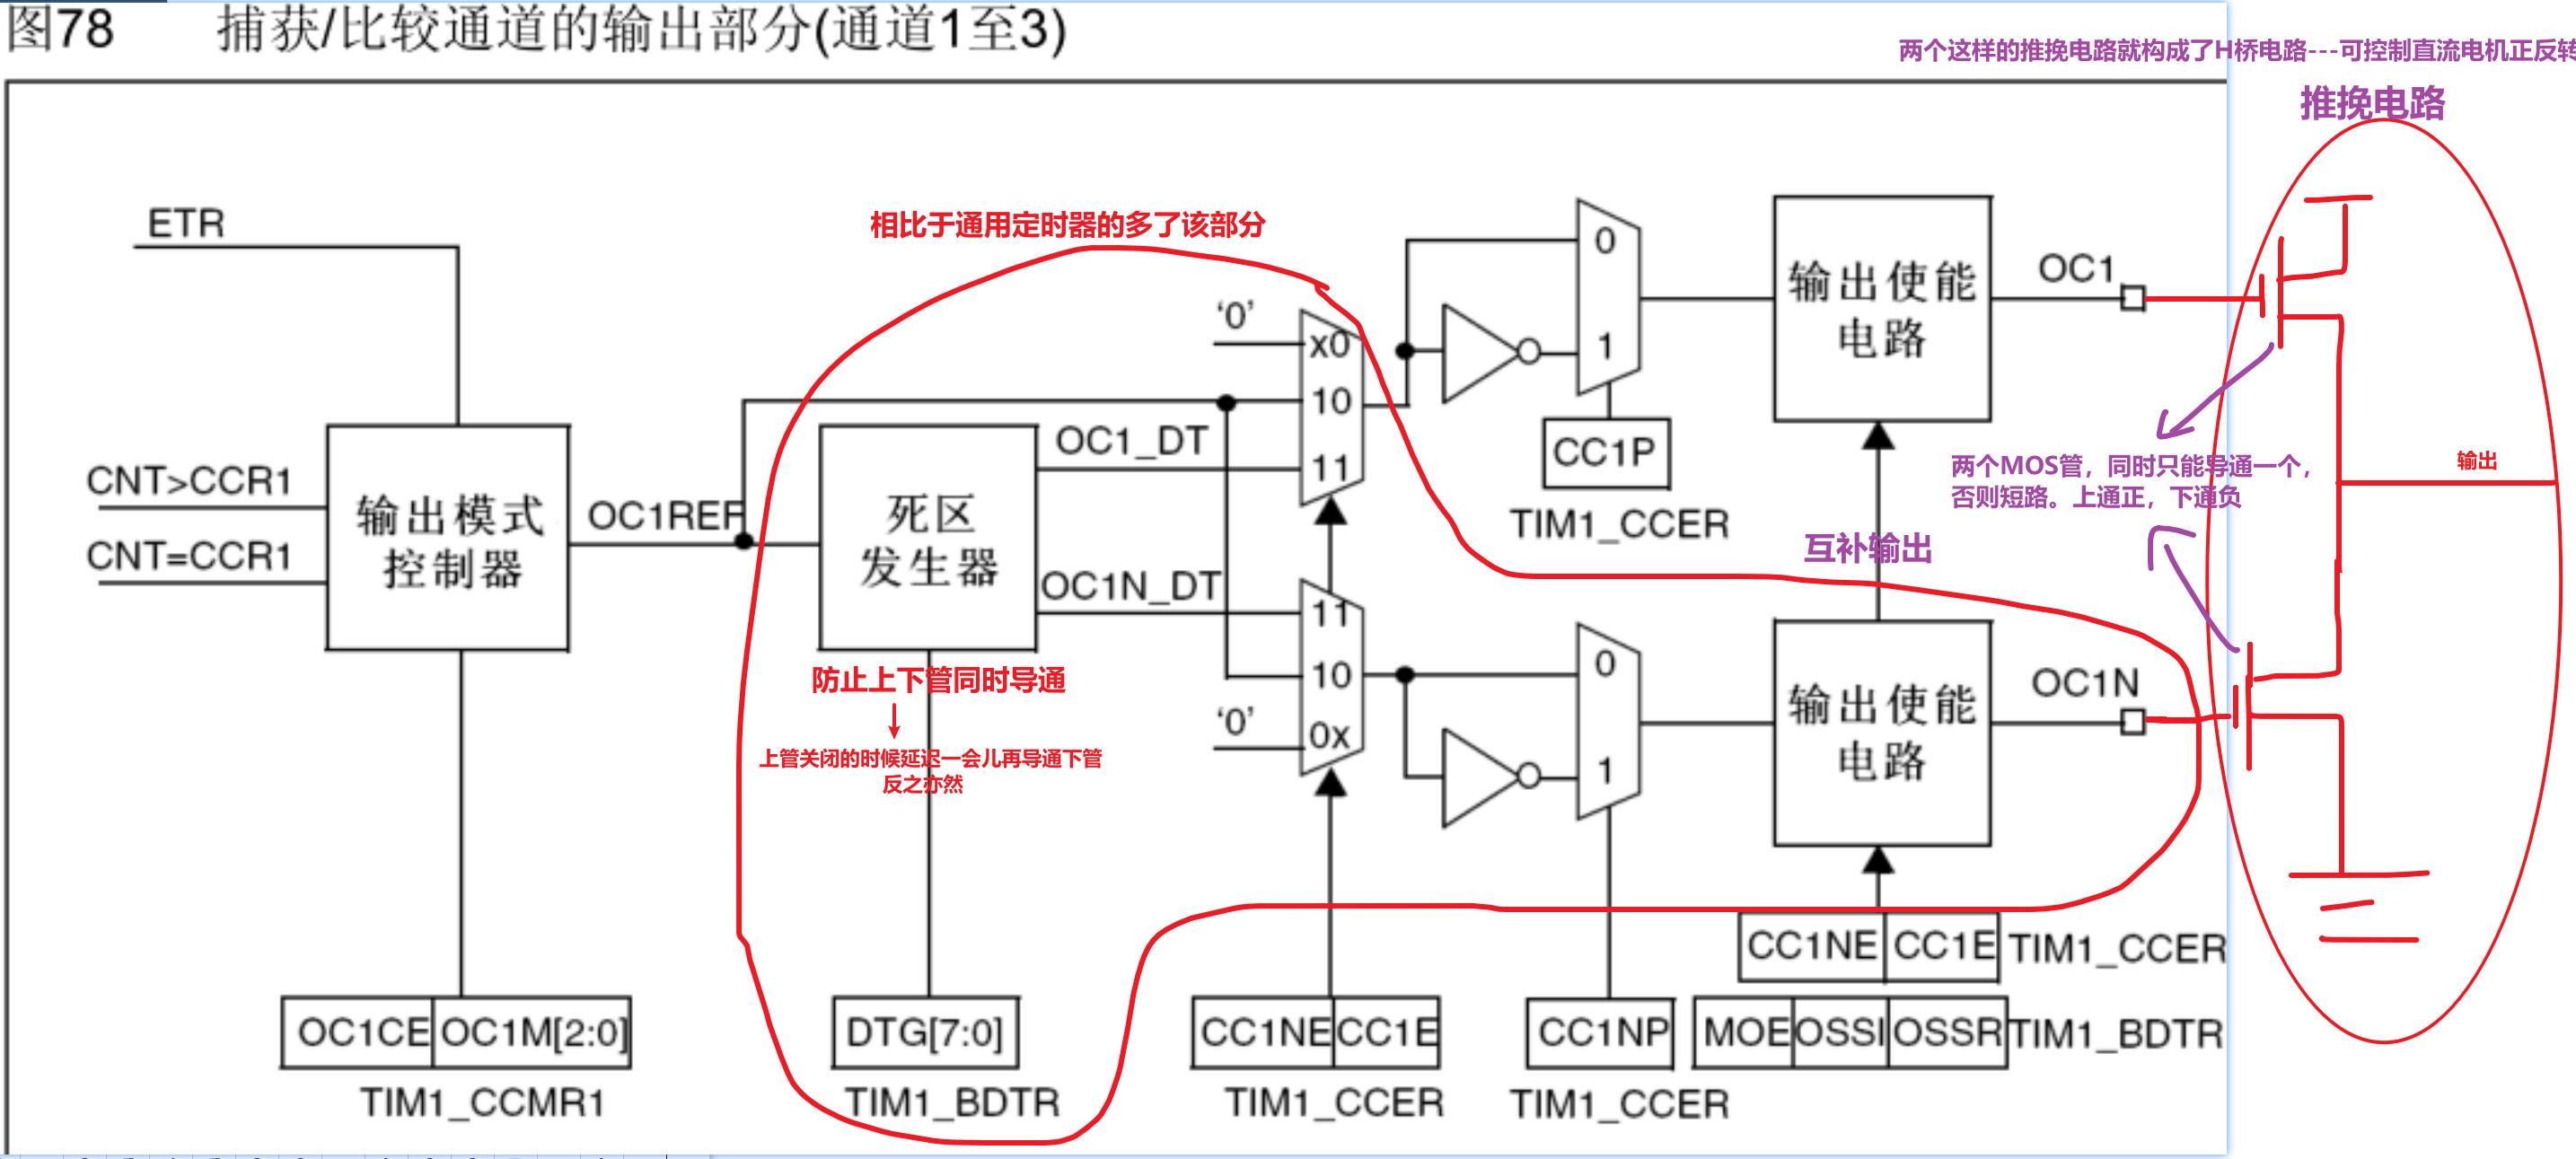 图78 捕获/比较通道的输出部分(通道1至3)
两个这样的推挽电路就构成了H桥电路---可控制直流电机正反转
推挽电路
ETR
相比于通用定时器的多了该部分
CNT>CCR1
CNT=CCR1
输出模式
控制器
OC1REF
死区
发生器
OC1_DT
OC1N_DT
防止上下管同时导通
上管关闭的时候延迟一会儿再导通下管
反之亦然
‘0’
x0
10
11
11
10
‘0’
0x
0
1
CC1P
TIM1_CCER
0
1
输出使能
电路
OC1
互补输出
两个MOS管，同时只能导通一个，
否则短路。上通正，下通负
输出
输出使能
电路
OC1N
CC1NE CC1E TIM1_CCER
OC1CE OC1M[2:0]
TIM1_CCMR1
DTG[7:0]
TIM1_BDTR
CC1NE CC1E
TIM1_CCER
CC1NP
TIM1_CCER
MOE OSSI OSSR TIM1_BDTR